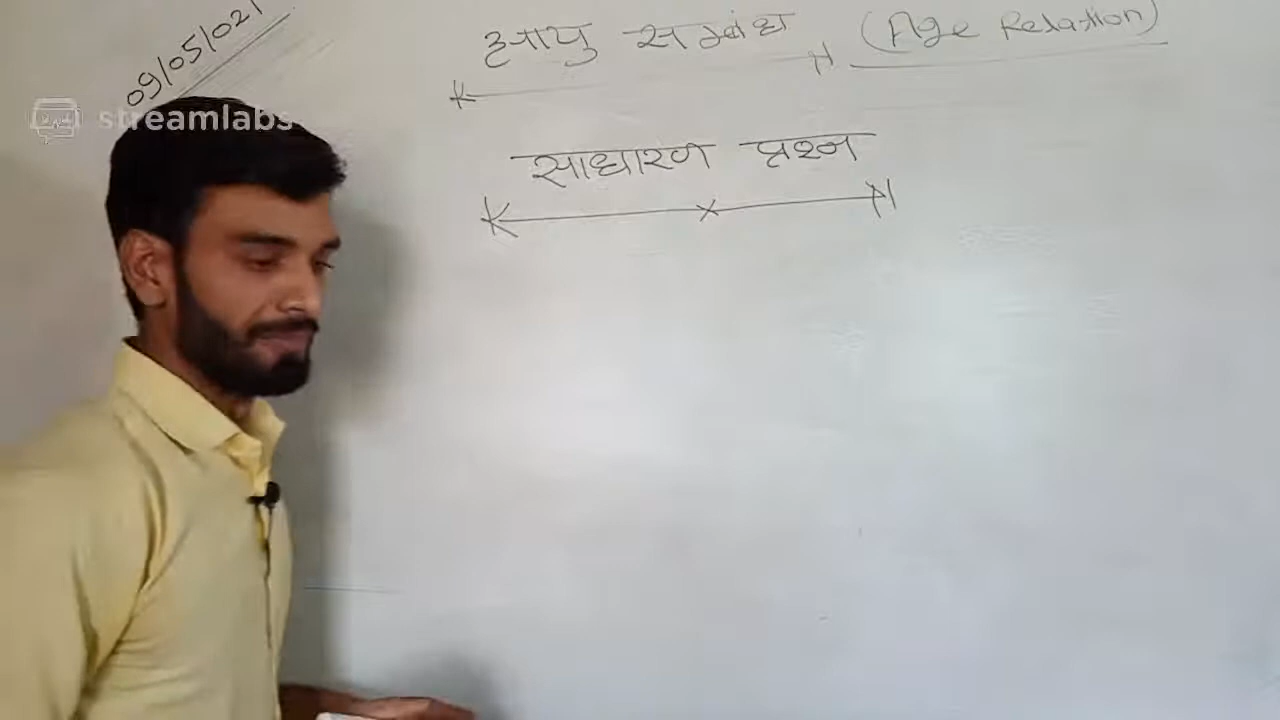 09/05/021
आयु सम्बंध (Age Relation)
streamlabs
साधारण प्रश्न